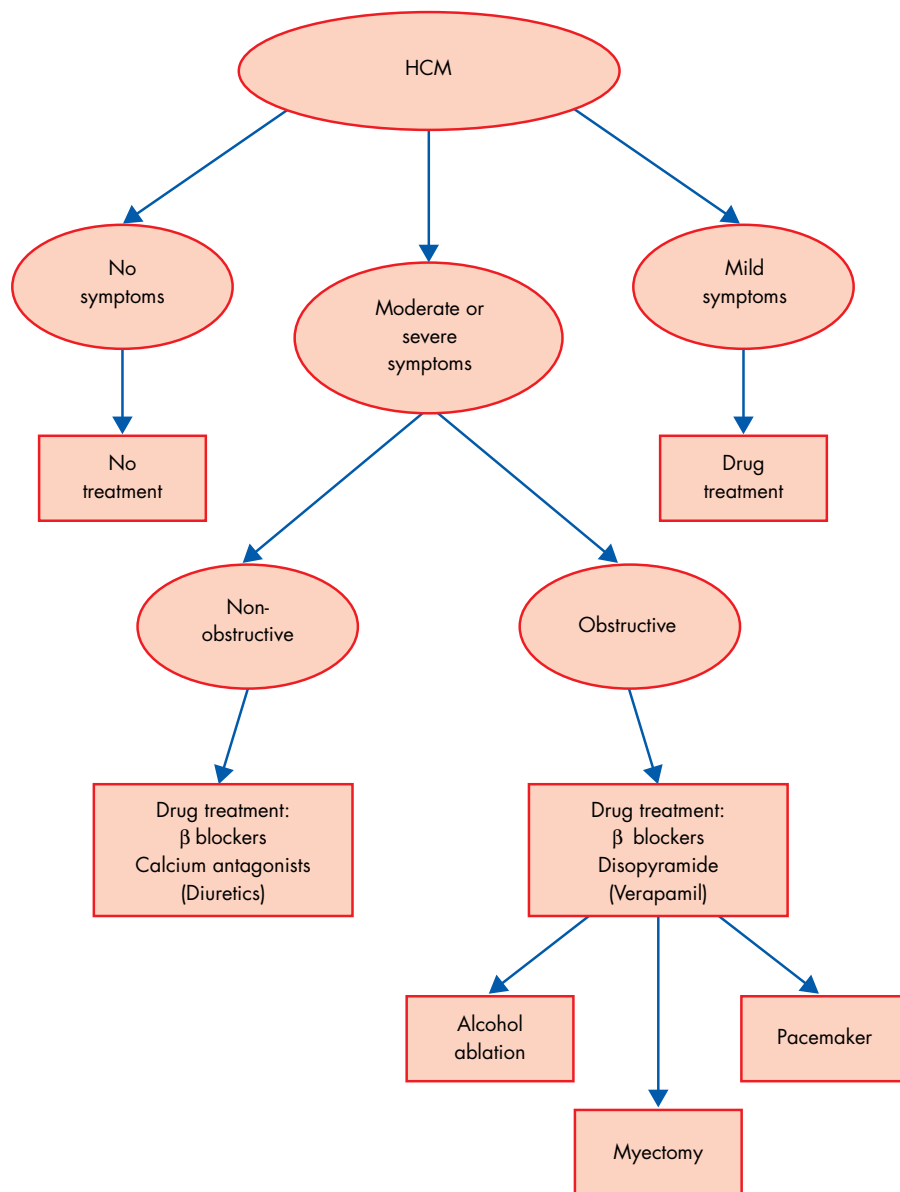 HCM
No
symptoms
Moderate or
severe
symptoms
Mild
symptoms
No
treatment
Drug
treatment
Non-
obstructive
Obstructive
Drug treatment:
β blockers
Calcium antagonists
(Diuretics)
Drug treatment:
β blockers
Disopyramide
(Verapamil)
Alcohol
ablation
Pacemaker
Myectomy